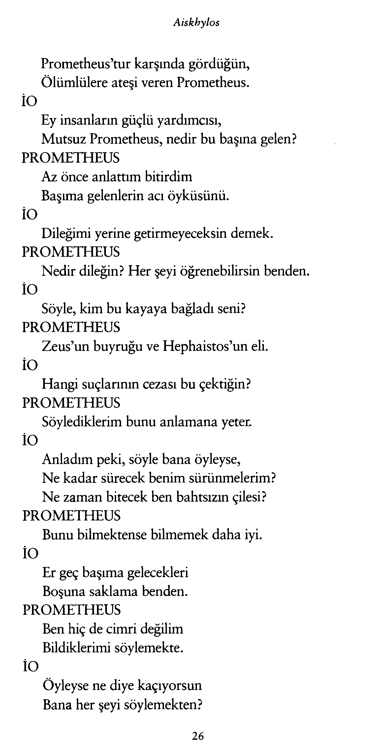 Aiskhylos
Prometheus'tur karşında gördüğün,
Ölümlülere ateşi veren Prometheus.
İO
Ey insanların güçlü yardımcısı,
Mutsuz Prometheus, nedir bu başına gelen?
PROMETHEUS
Az önce anlattım bitirdim
Başıma gelenlerin acı öyküsünü.
İO
Dileğimi yerine getirmeyeceksin demek.
PROMETHEUS
Nedir dileğin? Her şeyi öğrenebilirsin benden.
İO
Söyle, kim bu kayaya bağladı seni?
PROMETHEUS
Zeus'un buyruğu ve Hephaistos'un eli.
İO
Hangi suçlarının cezası bu çektiğin?
PROMETHEUS
Söylediklerim bunu anlamana yeter.
İO
Anladım peki, söyle bana öyleyse,
Ne kadar sürecek benim sürünmelerim?
Ne zaman bitecek ben bahtsızın çilesi?
PROMETHEUS
Bunu bilmektense bilmemek daha iyi.
İO
Er geç başıma gelecekleri
Boşuna saklama benden.
PROMETHEUS
Ben hiç de cimri değilim
Bildiklerimi söylemekte.
İO
Öyleyse ne diye kaçıyorsun
Bana her şeyi söylemekten?
26